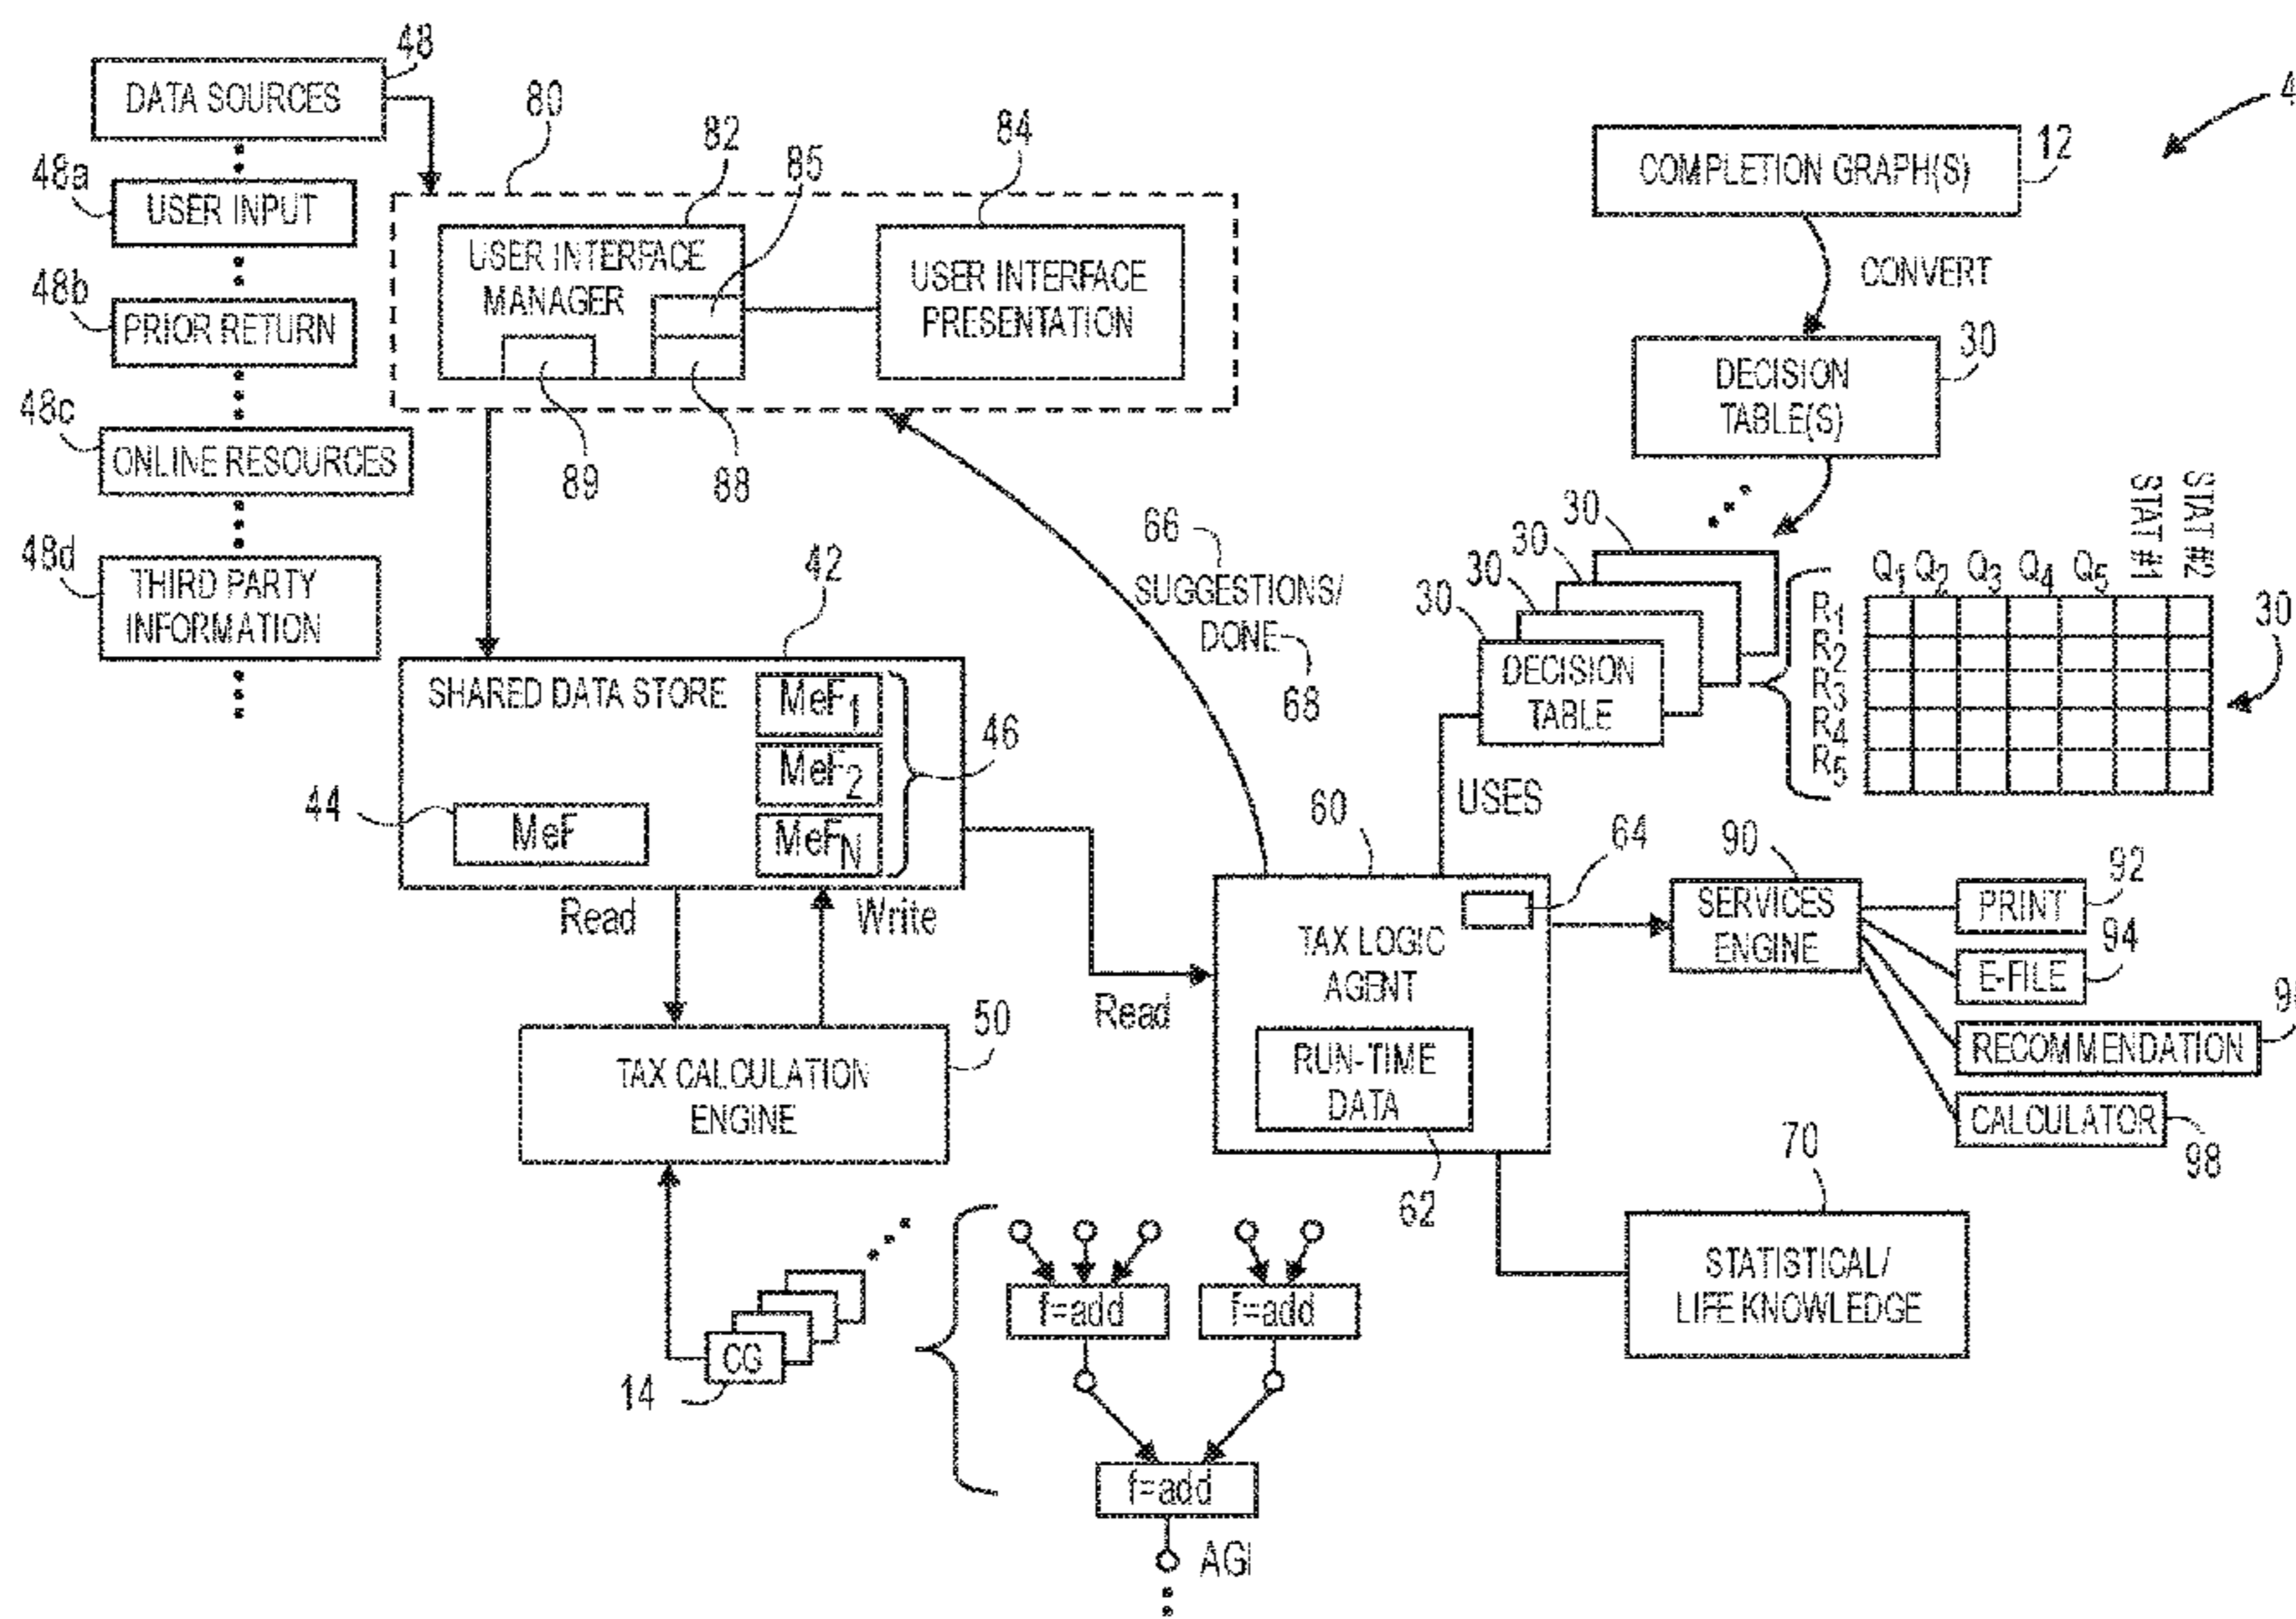 48
DATA SOURCES
48a
USER INPUT
48b
PRIOR RETURN
48c
ONLINE RESOURCES
48d
THIRD PARTY
INFORMATION
80
82
85
84
USER INTERFACE
MANAGER
USER INTERFACE
PRESENTATION
89
88
12
COMPLETION GRAPH(S)
CONVERT
30
DECISION
TABLE(S)
66
SUGGESTIONS/
DONE
68
30
30
30
30
DECISION
TABLE
STAT #1
STAT #2
Q1 Q2 Q3 Q4 Q5
R1
R2
R3
R4
R5
30
USES
42
SHARED DATA STORE
MeF1
MeF2
MeFN
46
44
MeF
Read
Write
50
TAX CALCULATION
ENGINE
Read
60
64
TAX LOGIC
AGENT
RUN-TIME
DATA
62
90
SERVICES
ENGINE
92
PRINT
94
E-FILE
RECOMMENDATION
CALCULATOR
98
70
STATISTICAL/
LIFE KNOWLEDGE
CG
14
f=add
f=add
f=add
AGI